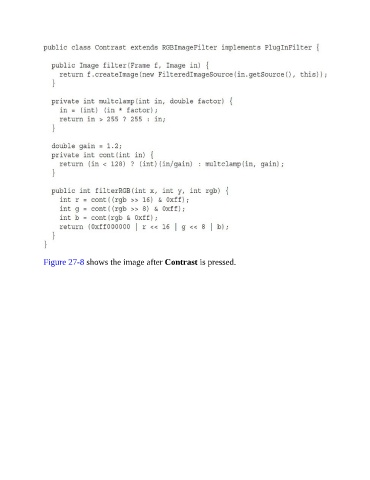 public class Contrast extends RGBImageFilter implements PlugInFilter {
public Image filter(Frame f, Image in) {
return f.createImage(new FilteredImageSource(in.getSource(), this));
}
private int multclamp(int in, double factor) {
in = (int) (in * factor);
return in > 255 ? 255 : in;
}
double gain = 1.2;
private int cont(int in) {
return (in < 128) ? (int)(in/gain) : multclamp(in, gain);
}
public int filterRGB(int x, int y, int rgb) {
int r = cont((rgb >> 16) & 0xff);
int g = cont((rgb >> 8) & 0xff);
int b = cont(rgb & 0xff);
return (0xff000000 | r << 16 | g << 8 | b);
}
}
Figure 27-8 shows the image after Contrast is pressed.